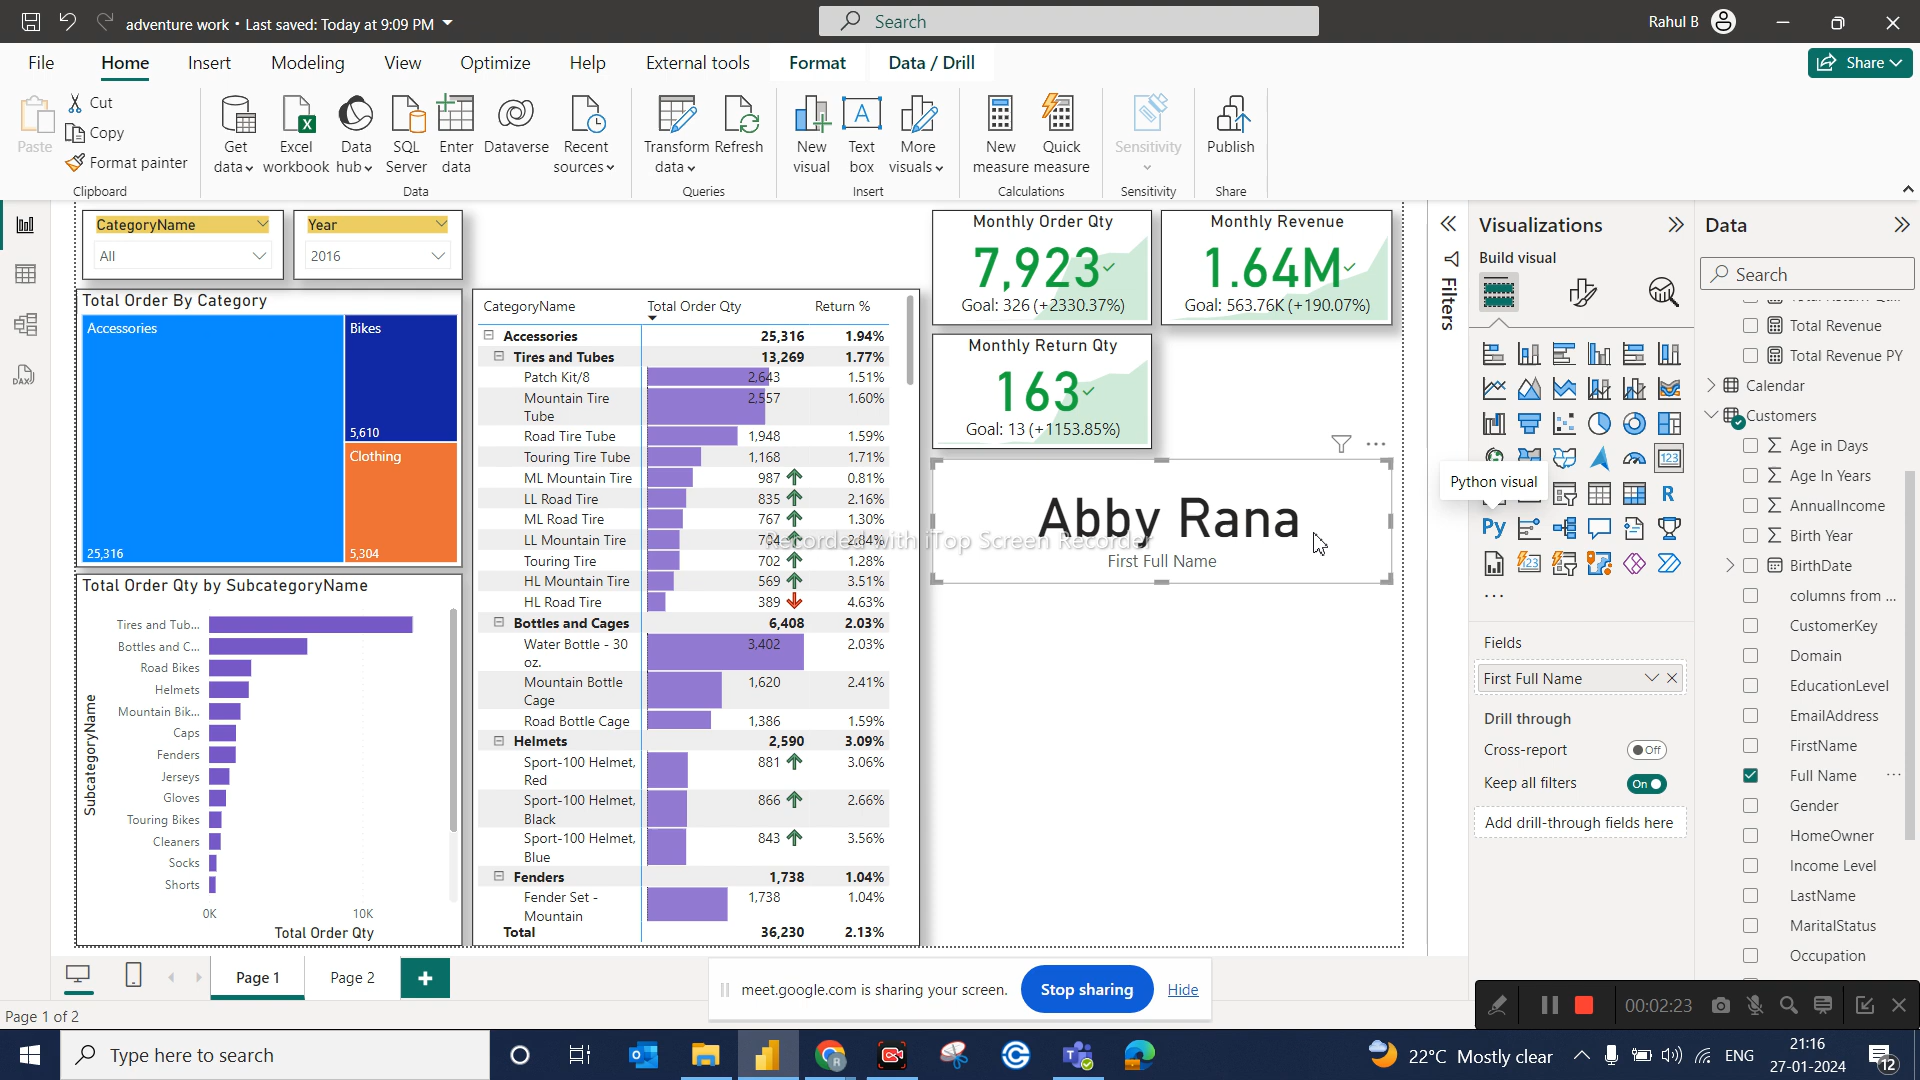 adventure work • Last saved: Today at 9:09 PM
Search
Rahul B
File
Home
Insert
Modeling
View
Optimize
Help
External tools
Format
Data / Drill
Share
Paste
Cut
Copy
Format painter
Clipboard
Get data
Excel workbook
Data hub
SQL Server
Enter data
Dataverse
Recent sources
Data
Transform data
Refresh
Queries
New visual
Text box
More visuals
Insert
New measure
Quick measure
Calculations
Sensitivity
Sensitivity
Publish
Share
CategoryName
All
Year
2016
Total Order By Category
Accessories
25,316
Bikes
5,610
Clothing
5,304
Total Order Qty by SubcategoryName
SubcategoryName
Tires and Tub...
Bottles and C...
Road Bikes
Helmets
Mountain Bik...
Caps
Fenders
Jerseys
Gloves
Touring Bikes
Cleaners
Socks
Shorts
0K
10K
Total Order Qty
CategoryName Total Order Qty Return %
Accessories 25,316 1.94%
Tires and Tubes 13,269 1.77%
Patch Kit/8 2,643 1.51%
Mountain Tire Tube 2,557 1.60%
Road Tire Tube 1,948 1.59%
Touring Tire Tube 1,168 1.71%
ML Mountain Tire 987 0.81%
LL Road Tire 835 2.16%
ML Road Tire 767 1.30%
LL Mountain Tire 704 2.84%
Touring Tire 702 1.28%
HL Mountain Tire 569 3.51%
HL Road Tire 389 4.63%
Bottles and Cages 6,408 2.03%
Water Bottle - 30 oz. 3,402 2.03%
Mountain Bottle Cage 1,620 2.41%
Road Bottle Cage 1,386 1.59%
Helmets 2,590 3.09%
Sport-100 Helmet, Red 881 3.06%
Sport-100 Helmet, Black 866 2.66%
Sport-100 Helmet, Blue 843 3.56%
Fenders 1,738 1.04%
Fender Set - Mountain 1,738 1.04%
Total 36,230 2.13%
Monthly Order Qty
7,923
Goal: 326 (+2330.37%)
Monthly Revenue
1.64M
Goal: 563.76K (+190.07%)
Monthly Return Qty
163
Goal: 13 (+1153.85%)
Abby Rana
First Full Name
Recorded with iTop Screen Recorder
Filters
Visualizations
Build visual
Python visual
123
R
Py
123
Fields
First Full Name
Drill through
Cross-report
Off
Keep all filters
On
Add drill-through fields here
Data
Search
Total Revenue
Total Revenue PY
Calendar
Customers
Age in Days
Age In Years
AnnualIncome
Birth Year
BirthDate
columns from ...
CustomerKey
Domain
EducationLevel
EmailAddress
FirstName
Full Name
Gender
HomeOwner
Income Level
LastName
MaritalStatus
Occupation
Page 1
Page 2
+
meet.google.com is sharing your screen.
Stop sharing
Hide
Page 1 of 2
00:02:23
Type here to search
22°C Mostly clear
ENG
21:16
27-01-2024
12